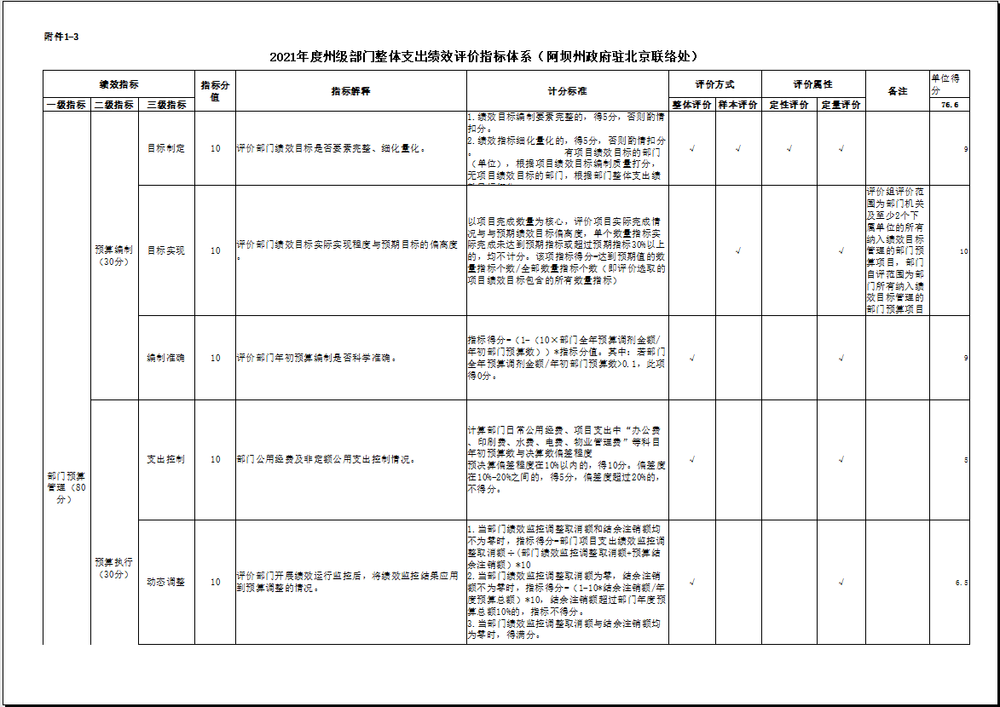 附件1-3
2021年度州级部门整体支出绩效评价指标体系（阿坝州政府驻北京联络处）
绩效指标
指标分
值
指标解释
计分标准
评价方式
评价属性
备注
单位得
分
一级指标
二级指标
三级指标
整体评价
样本评价
定性评价
定量评价
76.6
部门预算
管理（80
分）
预算编制
（30分）
目标制定
10
评价部门绩效目标是否要素完整、细化量化。
1.绩效目标编制要素完整的，得5分，否则酌情
扣分。
2.绩效指标细化量化的，得5分，否则酌情扣分
。 有项目绩效目标的部门
（单位），根据项目绩效目标编制质量打分，
无项目绩效目标的部门，根据部门整体支出绩
√
√
√
√
9
目标实现
10
评价部门绩效目标实际实现程度与预期目标的偏离度
。
以项目完成数量为核心，评价项目实际完成情
况与与预期绩效目标偏离度，单个数量指标实
际完成未达到预期指标或超过预期指标30%以上
的，均不计分。该项指标得分=达到预期值的数
量指标个数/全部数量指标个数（即评价选取的
项目绩效目标包含的所有数量指标）
√
√
评价组评价范
围为部门机关
及至少2个下
属单位的所有
纳入绩效目标
管理的部门预
算项目，部门
自评范围为部
门所有纳入绩
效目标管理的
部门预算项目
10
编制准确
10
评价部门年初预算编制是否科学准确。
指标得分=（1-（10×部门全年预算调剂金额/
年初部门预算数））*指标分值。其中：若部门
全年预算调剂金额/年初部门预算数>0.1，此项
得0分。
√
√
9
预算执行
（30分）
支出控制
10
部门公用经费及非定额公用支出控制情况。
计算部门日常公用经费、项目支出中“办公费
、印刷费、水费、电费、物业管理费”等科目
年初预算数与决算数偏差程度
预决算偏差程度在10%以内的，得10分。偏差度
在10%-20%之间的，得5分，偏差度超过20%的，
不得分。
√
√
5
动态调整
10
评价部门开展绩效运行监控后，将绩效监控结果应用
到预算调整的情况。
1.当部门绩效监控调整取消额和结余注销额均
不为零时，指标得分=部门项目支出绩效监控调
整取消额÷(部门绩效监控调整取消额+预算结
余注销额）*10
2.当部门绩效监控调整取消额为零，结余注销
额不为零时，指标得分=（1-10*结余注销额/年
度预算总额）*10，结余注销额超过部门年度预
算总额10%的，指标不得分。
3.当部门绩效监控调整取消额与结余注销额均
为零时，得满分。
√
√
6.5